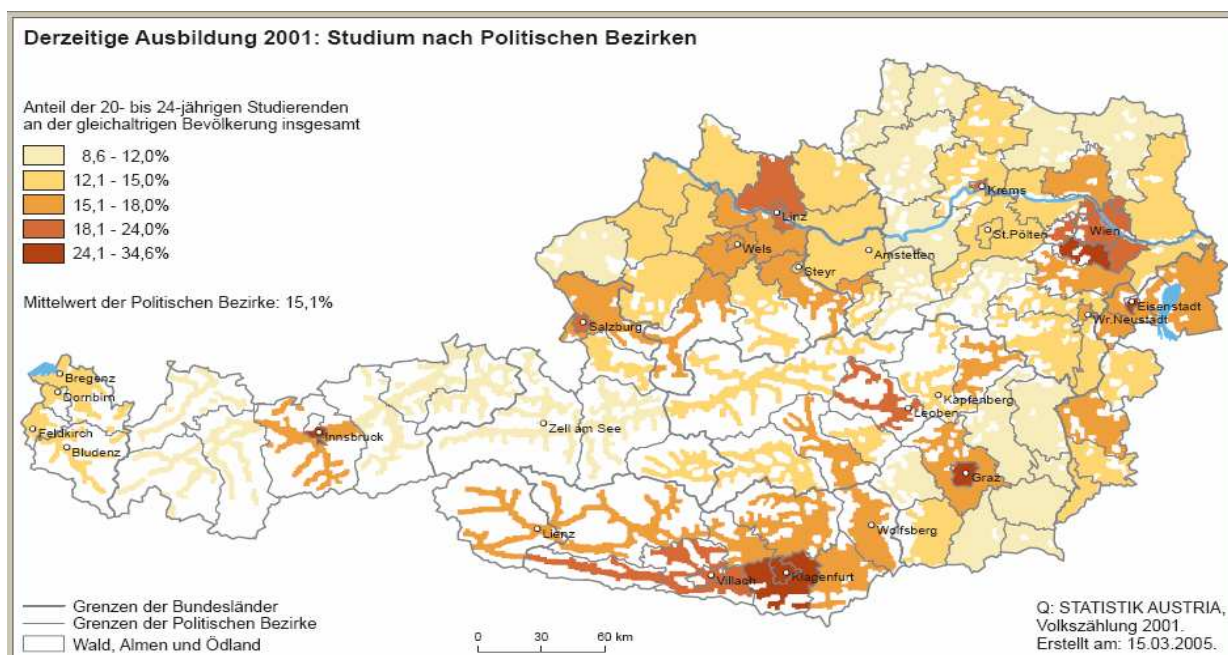 Derzeitige Ausbildung 2001: Studium nach Politischen Bezirken
Anteil der 20- bis 24-jährigen Studierenden
an der gleichaltrigen Bevölkerung insgesamt
8,6 - 12,0%
12,1 - 15,0%
15,1 - 18,0%
18,1 - 24,0%
24,1 - 34,6%
Mittelwert der Politischen Bezirke: 15,1%
Krems
Linz
Wien
St.Pölten
Wels
Amstetten
Steyr
Eisenstadt
Wr.Neustadt
Salzburg
Bregenz
Dornbirn
Kapfenberg
Leoben
Feldkirch
Innsbruck
Zell am See
Bludenz
Graz
Wolfsberg
Lienz
Villach
Klagenfurt
Grenzen der Bundesländer
Grenzen der Politischen Bezirke
Wald, Almen und Ödland
0 30 60 km
Q: STATISTIK AUSTRIA,
Volkszählung 2001.
Erstellt am: 15.03.2005.